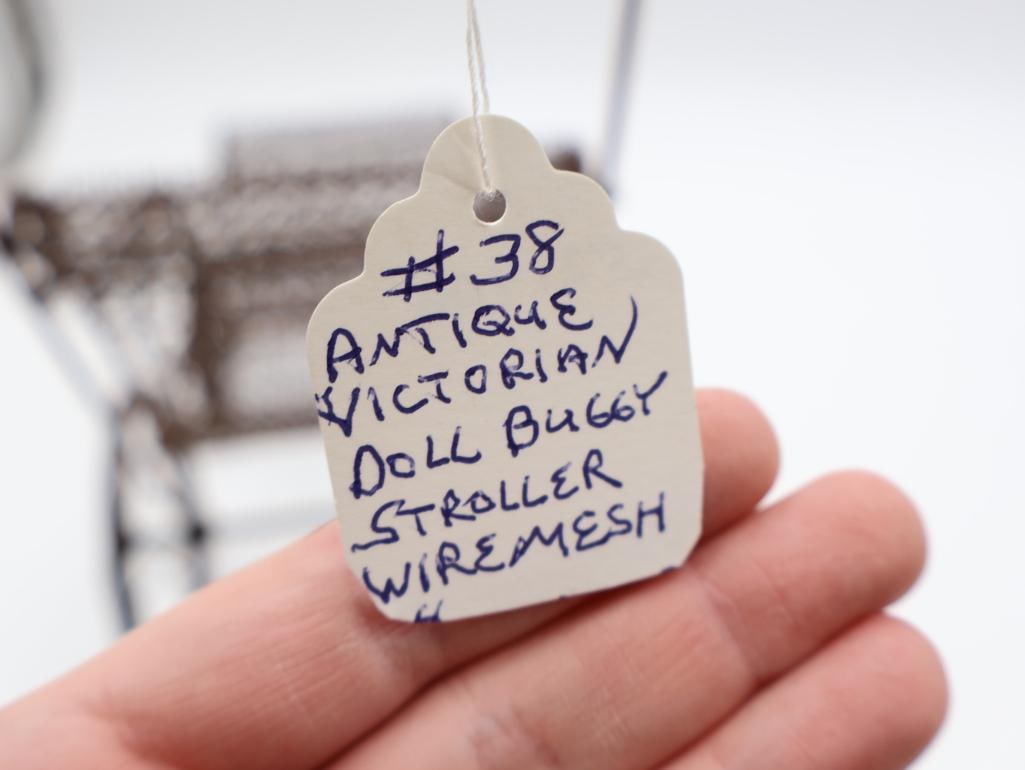 #38
ANTIQUE
VICTORIAN
DOLL BUGGY
STROLLER
WIREMESH